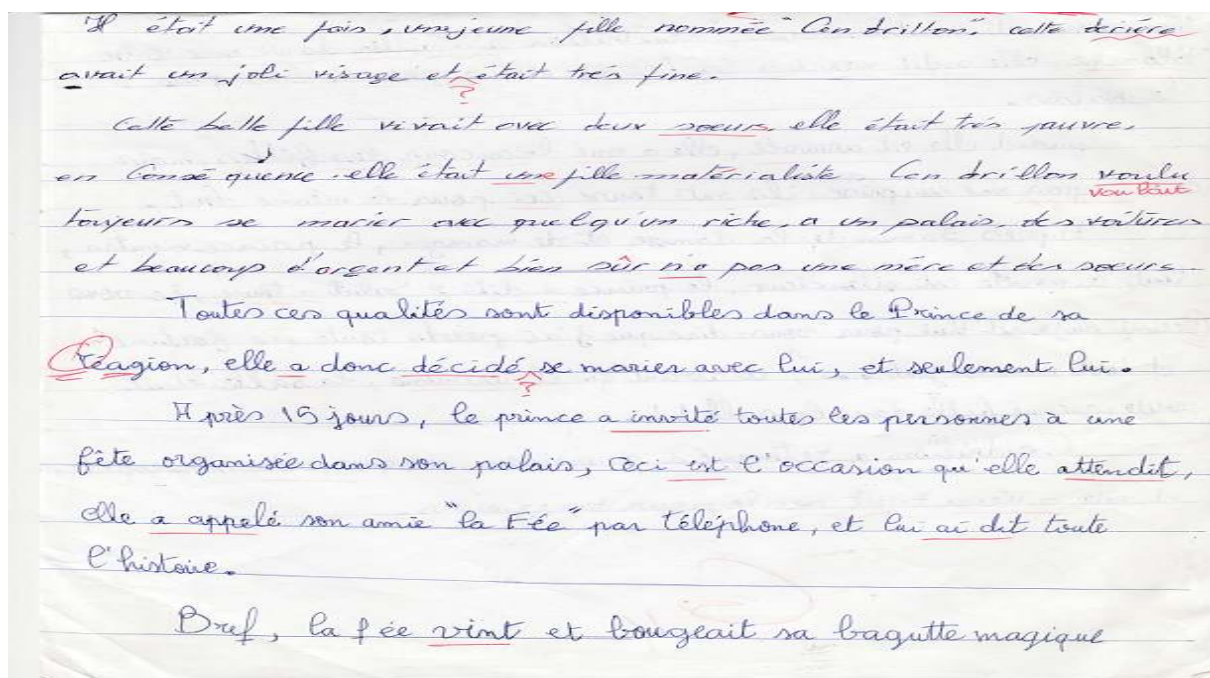 Il était une fois, une jeune fille nommée "Cendrillon", cette derière
avait un joli visage et était trés fine.
?
Cette belle fille vivait avec deux soeurs, elle était trés pauvre,
en Conséquence elle était une fille matérialiste. Cendrillon voulu
voulait
toujours se marier avec quelqu'un riche, a un palais, des voitures
et beaucoup d'argent et bien sûr n'a pas une mère et des soeurs.
Toutes ces qualités sont disponibles dans le Prince de sa
réagion, elle a donc décidé se marier avec lui, et seulement lui.
?
Après 15 jours, le prince a invité toutes les personnes à une
fête organisée dans son palais, Ceci est l'occasion qu'elle attendit,
elle a appelé son amie "la Fée" par téléphone, et lui ai dit toute
l'histoire.
Bref, la fée vint et bougeait sa bagutte magique